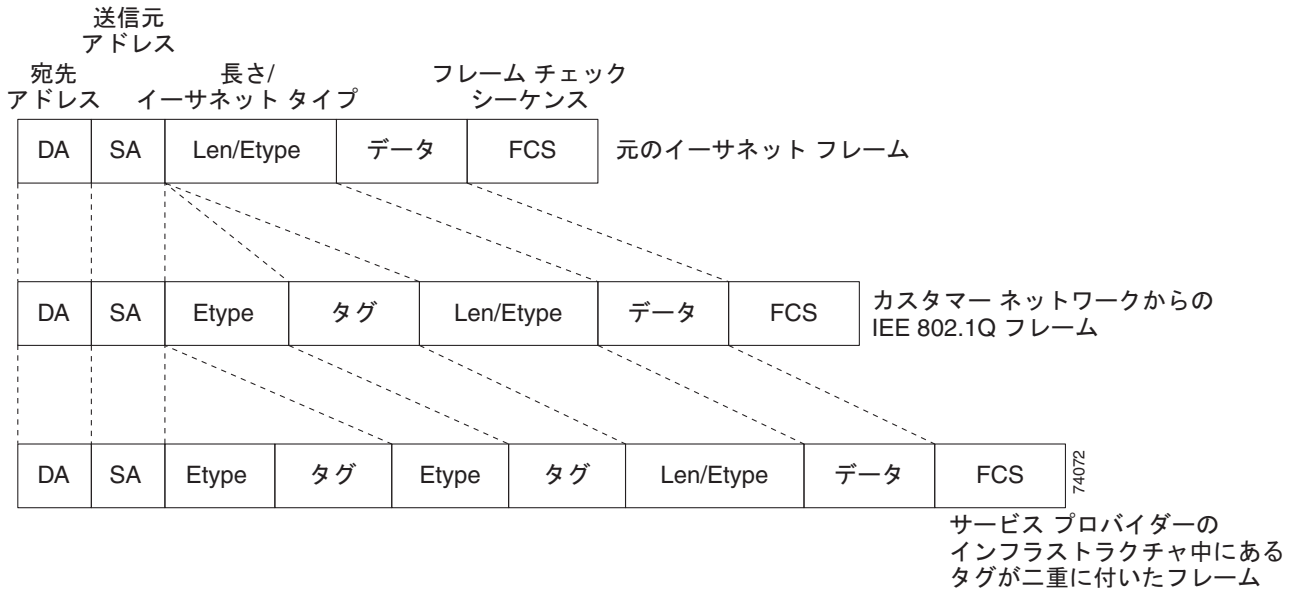 送信元
アドレス
宛先
アドレス
長さ/
イーサネット タイプ
フレーム チェック
シーケンス
DA SA Len/Etype データ FCS 元のイーサネット フレーム
DA SA Etype タグ Len/Etype データ FCS カスタマー ネットワークからの
IEE 802.1Q フレーム
DA SA Etype タグ Etype タグ Len/Etype データ FCS 74072
サービス プロバイダーの
インフラストラクチャ中にある
タグが二重に付いたフレーム